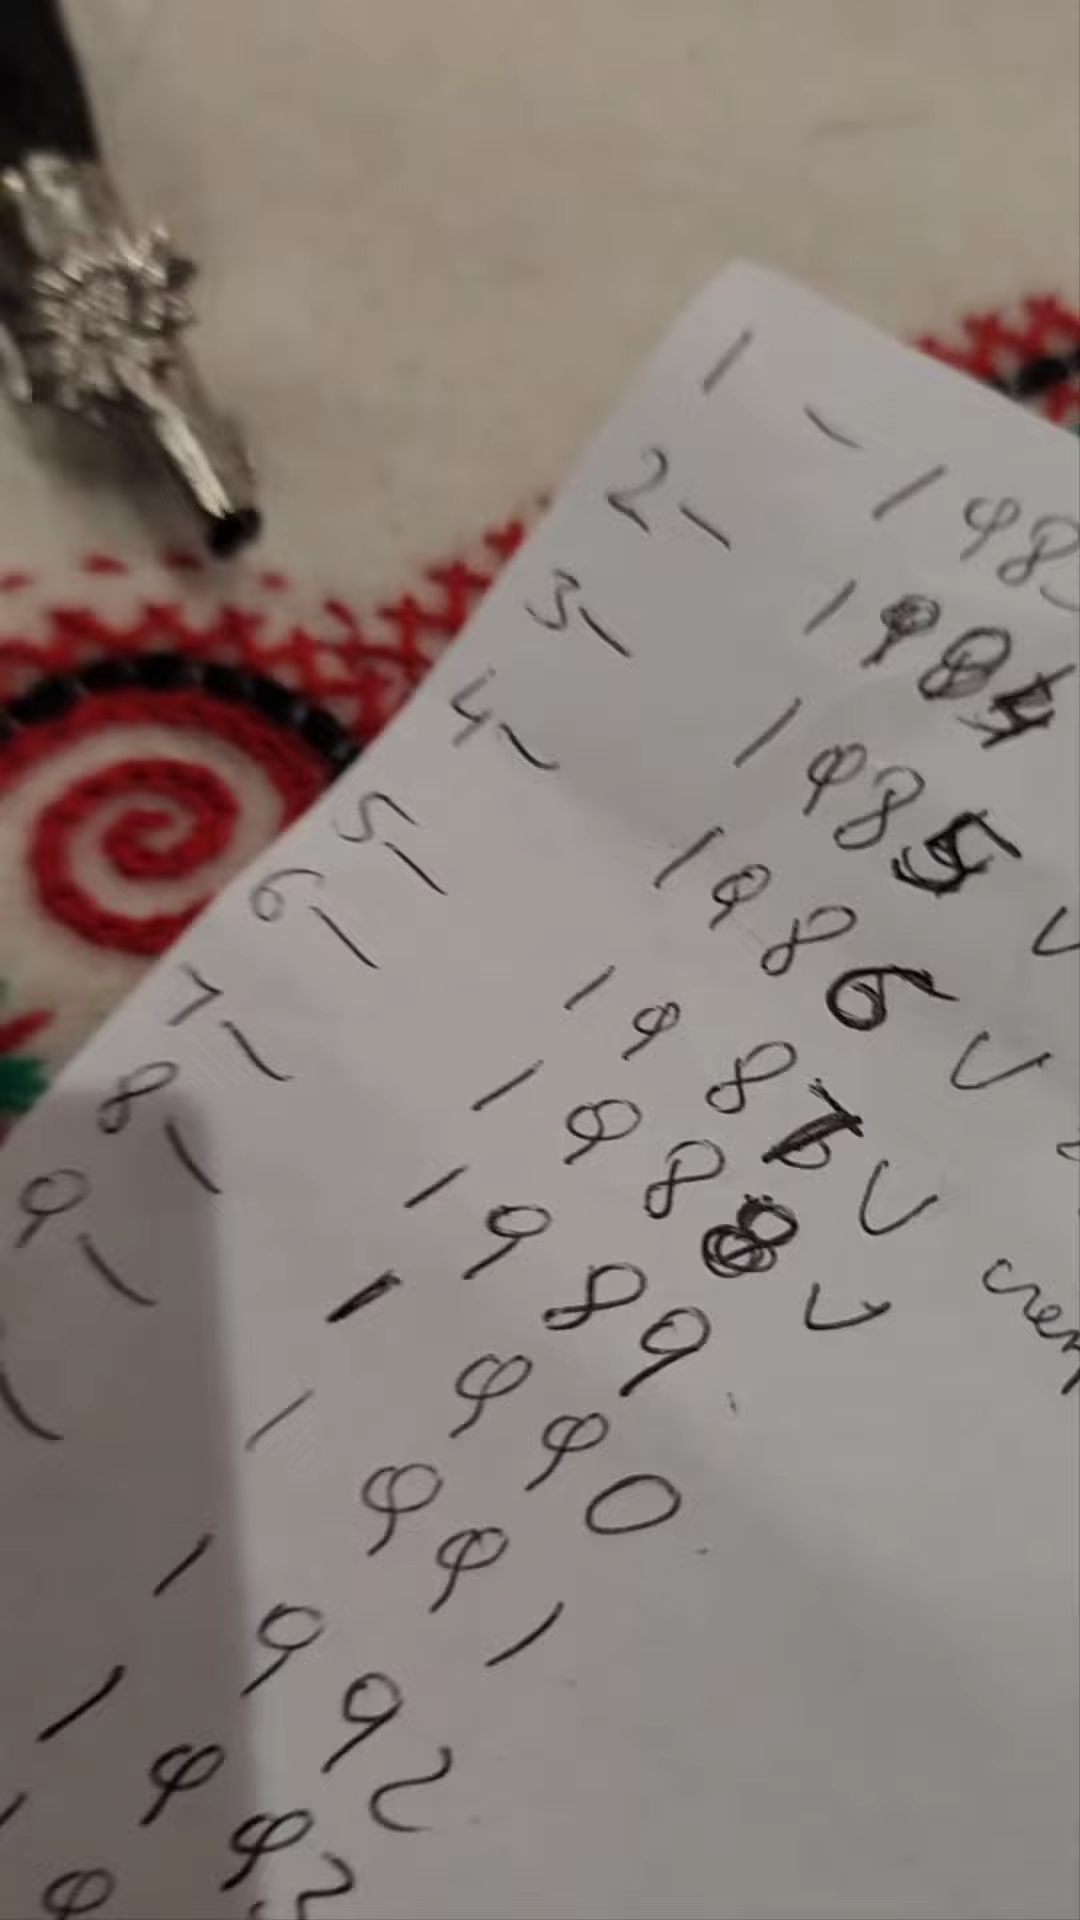 1 - 198
2 - 1984
3 - 1985 v
4 - 1986 v
5 - 1987 v
6 - 1988 v
7 - 1989
8 - 1990
9 - 1991
- 1992
1993